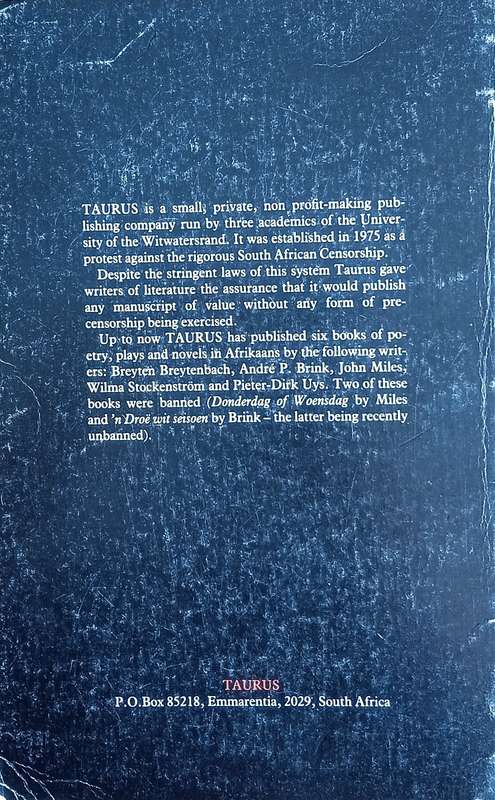 TAURUS is a small, private, non profit-making pub-
lishing company run by three academics of the Univer-
sity of the Witwatersrand. It was established in 1975 as a
protest against the rigorous South African Censorship.
Despite the stringent laws of this system Taurus gave
writers of literature the assurance that it would publish
any manuscript of value without any form of pre-
censorship being exercised.
Up to now TAURUS has published six books of po-
etry, plays and novels in Afrikaans by the following writ-
ers: Breyten Breytenbach, André P. Brink, John Miles,
Wilma Stockenström and Pieter-Dirk Uys. Two of these
books were banned (Donderdag of Woensdag by Miles
and 'n Droë wit seisoen by Brink – the latter being recently
unbanned).
TAURUS
P.O.Box 85218, Emmarentia, 2029, South Africa